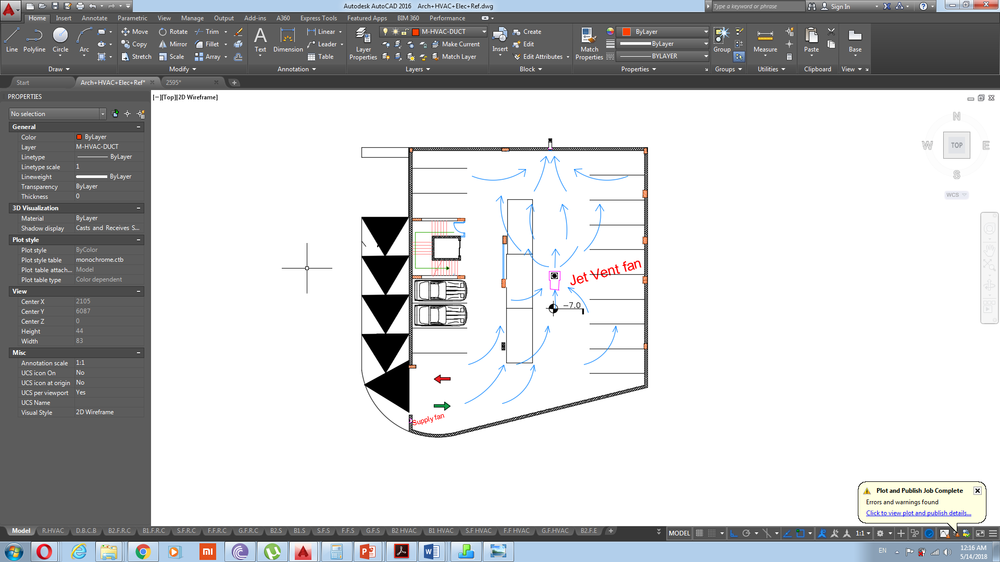 Autodesk AutoCAD 2016 Arch+HVAC+Elec+Ref.dwg
Type a keyword or phrase
Sign In
Home Insert Annotate Parametric View Manage Output Add-ins A360 Express Tools Featured Apps BIM 360 Performance
Line Polyline Circle Arc
Move Rotate Trim
Copy Mirror Fillet
Stretch Scale Array
Text Dimension
Linear
Leader
Table
Layer Properties
M-HVAC-DUCT
Make Current
Match Layer
Insert
Create
Edit
Edit Attributes
Match Properties
ByLayer
ByLayer
BYLAYER
Group
Measure
Paste
Base
Draw Modify Annotation Layers Block Properties Groups Utilities Clipboard View
Start Arch+HVAC+Elec+Ref* 2595*
PROPERTIES
[−][Top][2D Wireframe]
No selection
General
Color ByLayer
Layer M-HVAC-DUCT
Linetype ByLayer
Linetype scale 1
Lineweight ByLayer
Transparency ByLayer
Thickness 0
3D Visualization
Material ByLayer
Shadow display Casts and Receives S...
Plot style
Plot style ByColor
Plot style table monochrome.ctb
Plot table attach... Model
Plot table type Color dependent
View
Center X 2105
Center Y 6087
Center Z 0
Height 44
Width 83
Misc
Annotation scale 1:1
UCS icon On No
UCS icon at origin No
UCS per viewport Yes
UCS Name
Visual Style 2D Wireframe
N
W TOP E
S
WCS
Jet Vent fan
−7.0
Supply fan
Plot and Publish Job Complete
Errors and warnings found
Click to view plot and publish details...
Model R.HVAC D.B.C.B B2.F.R.C B1.F.R.C S.F.R.C F.F.R.C G.F.R.C B2.S B1.S S.F.S F.F.S G.F.S B2 HVAC B1 HVAC S.F HVAC F.F HVAC G.F.HVAC B2.F.E
MODEL 1:1
EN 12:16 AM
5/14/2018